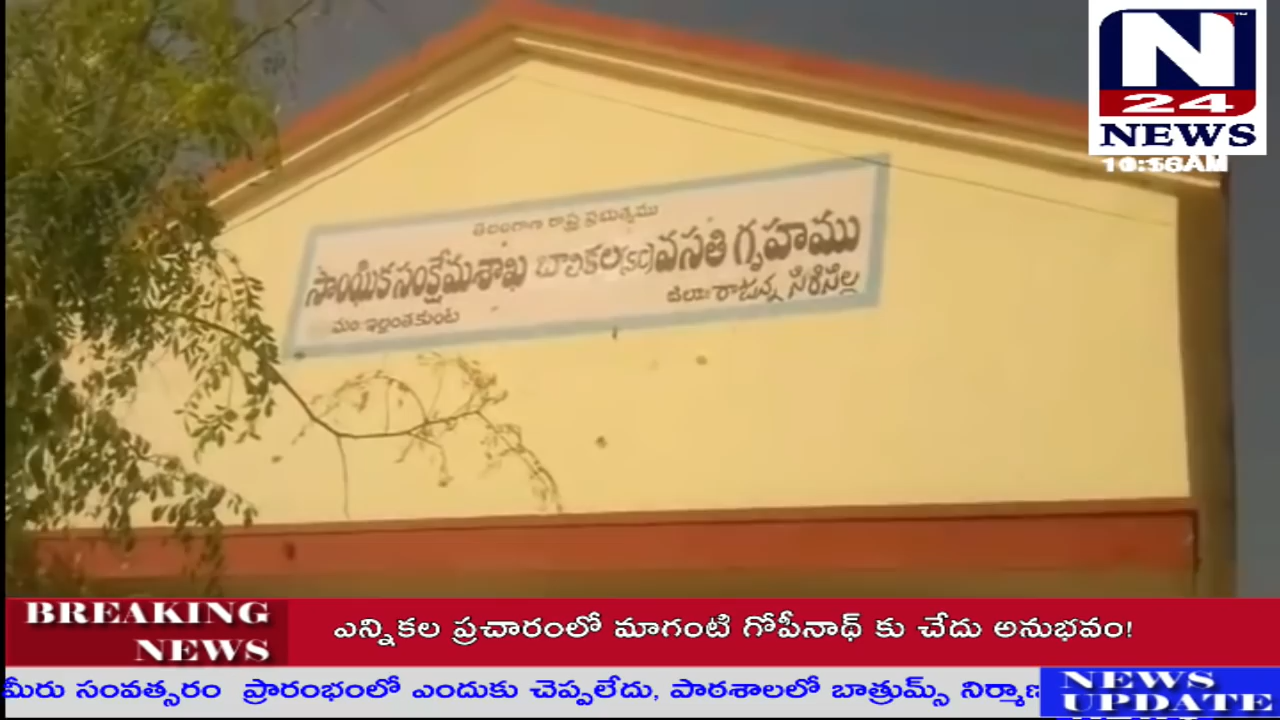 N
24
NEWS
తెలంగాణ రాష్ట్ర ప్రభుత్వము
సాంఘిక సంక్షేమ శాఖ బాలికల (SC) వసతి గృహము
మం: ఇల్లంతకుంట
జిల్లా: రాజన్న సిరిసిల్ల
BREAKING
NEWS
ఎన్నికల ప్రచారంలో మాగంటి గోపీనాథ్ కు చేదు అనుభవం!
మీరు సంవత్సరం ప్రారంభంలో ఎందుకు చెప్పలేదు, పాఠశాలలో బాత్రుమ్స్ నిర్మాణ
NEWS
UPDATE